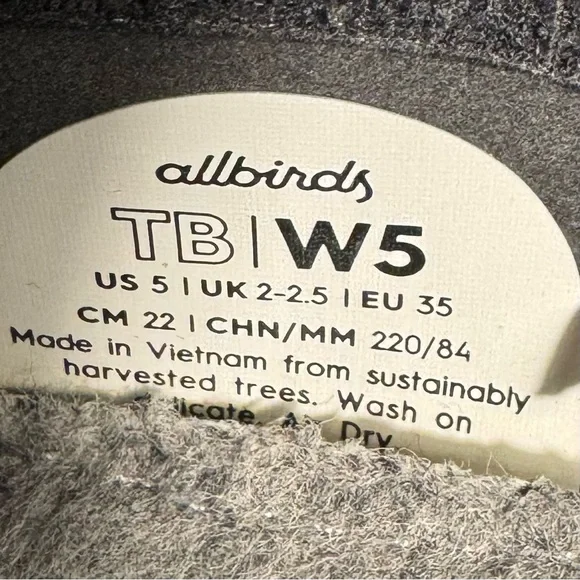 allbirds
TB | W5
US 5 | UK 2-2.5 | EU 35
CM 22 | CHN/MM 220/84
Made in Vietnam from sustainably
harvested trees. Wash on
Dry